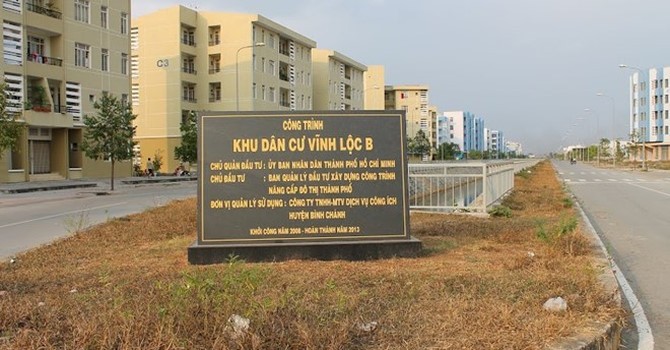 C3
CÔNG TRÌNH
KHU DÂN CƯ VĨNH LỘC B
CHỦ QUẢN ĐẦU TƯ : ỦY BAN NHÂN DÂN THÀNH PHỐ HỒ CHÍ MINH
CHỦ ĐẦU TƯ : BAN QUẢN LÝ ĐẦU TƯ XÂY DỰNG CÔNG TRÌNH
NÂNG CẤP ĐÔ THỊ THÀNH PHỐ
ĐƠN VỊ QUẢN LÝ SỬ DỤNG : CÔNG TY TNHH-MTV DỊCH VỤ CÔNG ÍCH
HUYỆN BÌNH CHÁNH
KHỞI CÔNG NĂM 2008 - HOÀN THÀNH NĂM 2013